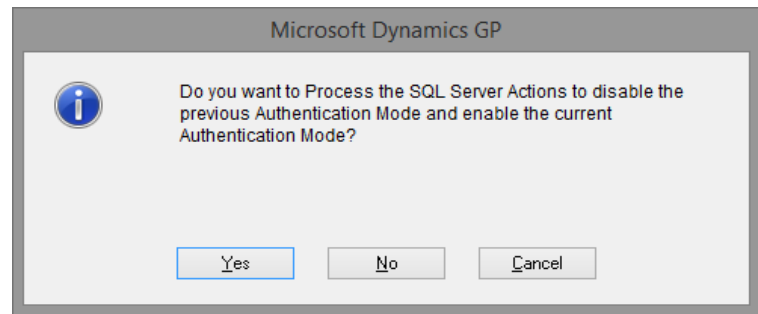 Microsoft Dynamics GP
Do you want to Process the SQL Server Actions to disable the
previous Authentication Mode and enable the current
Authentication Mode?
Yes No Cancel